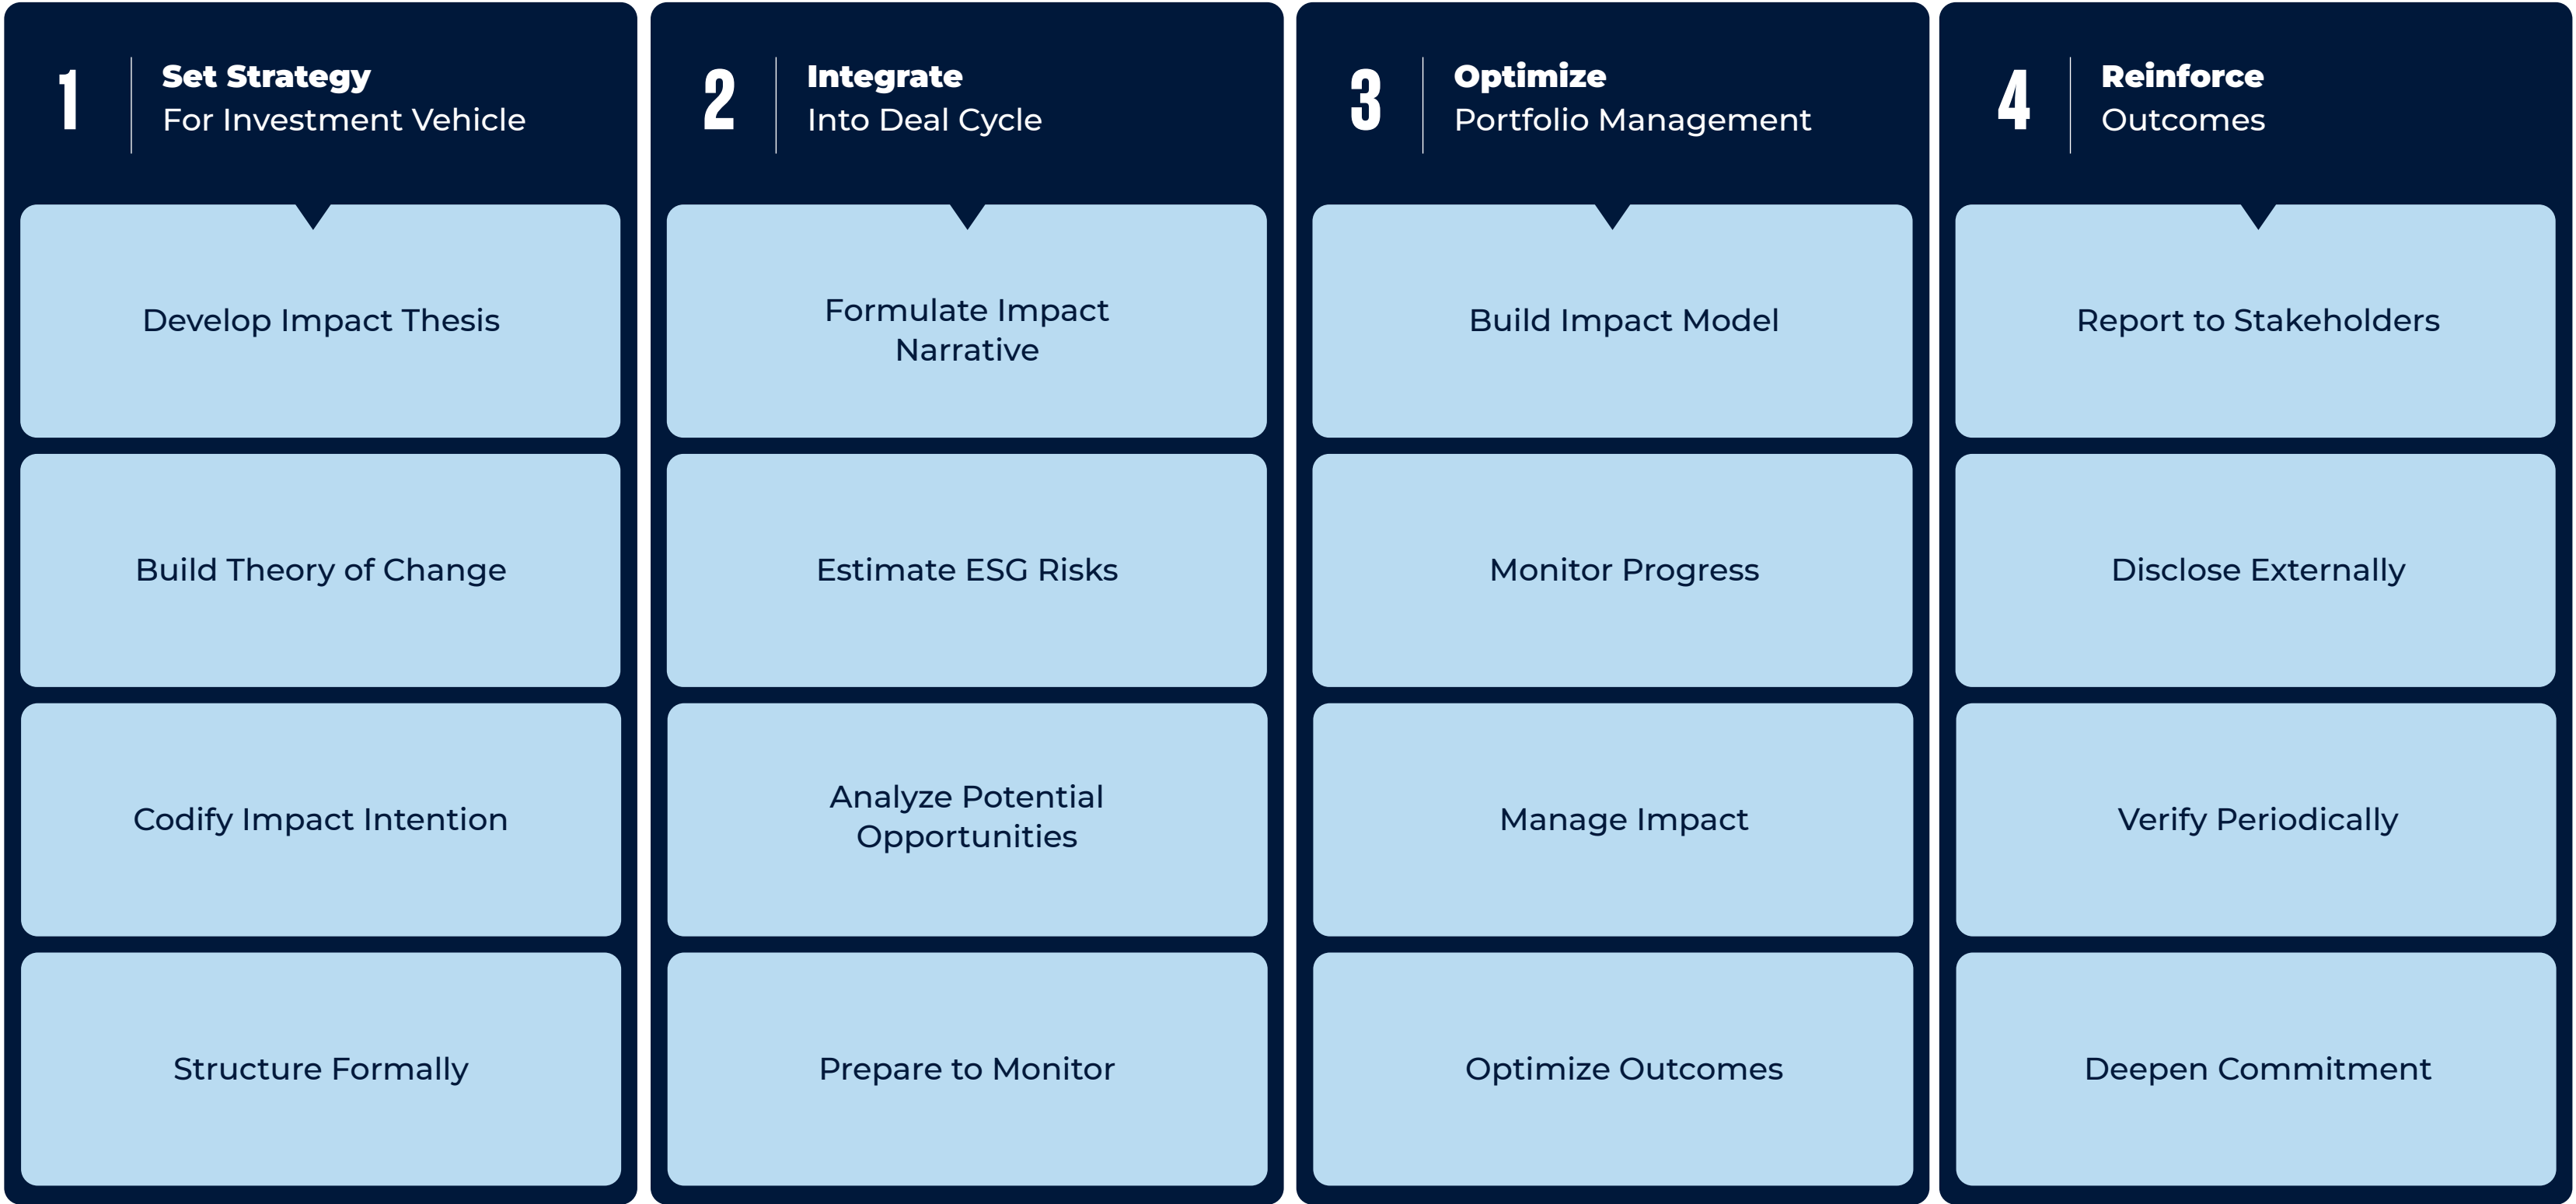 1
Set Strategy
For Investment Vehicle
Develop Impact Thesis
Build Theory of Change
Codify Impact Intention
Structure Formally
2
Integrate
Into Deal Cycle
Formulate Impact
Narrative
Estimate ESG Risks
Analyze Potential
Opportunities
Prepare to Monitor
3
Optimize
Portfolio Management
Build Impact Model
Monitor Progress
Manage Impact
Optimize Outcomes
4
Reinforce
Outcomes
Report to Stakeholders
Disclose Externally
Verify Periodically
Deepen Commitment